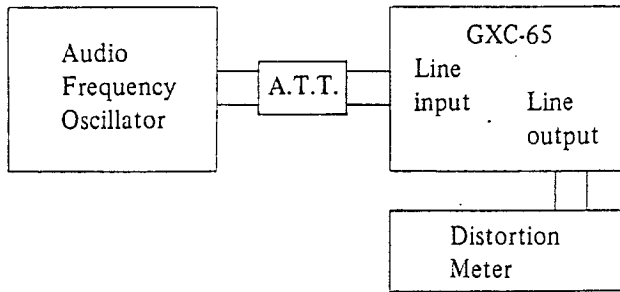 Audio
Frequency
Oscillator
A.T.T.
GXC-65
Line
input
Line
output
Distortion
Meter